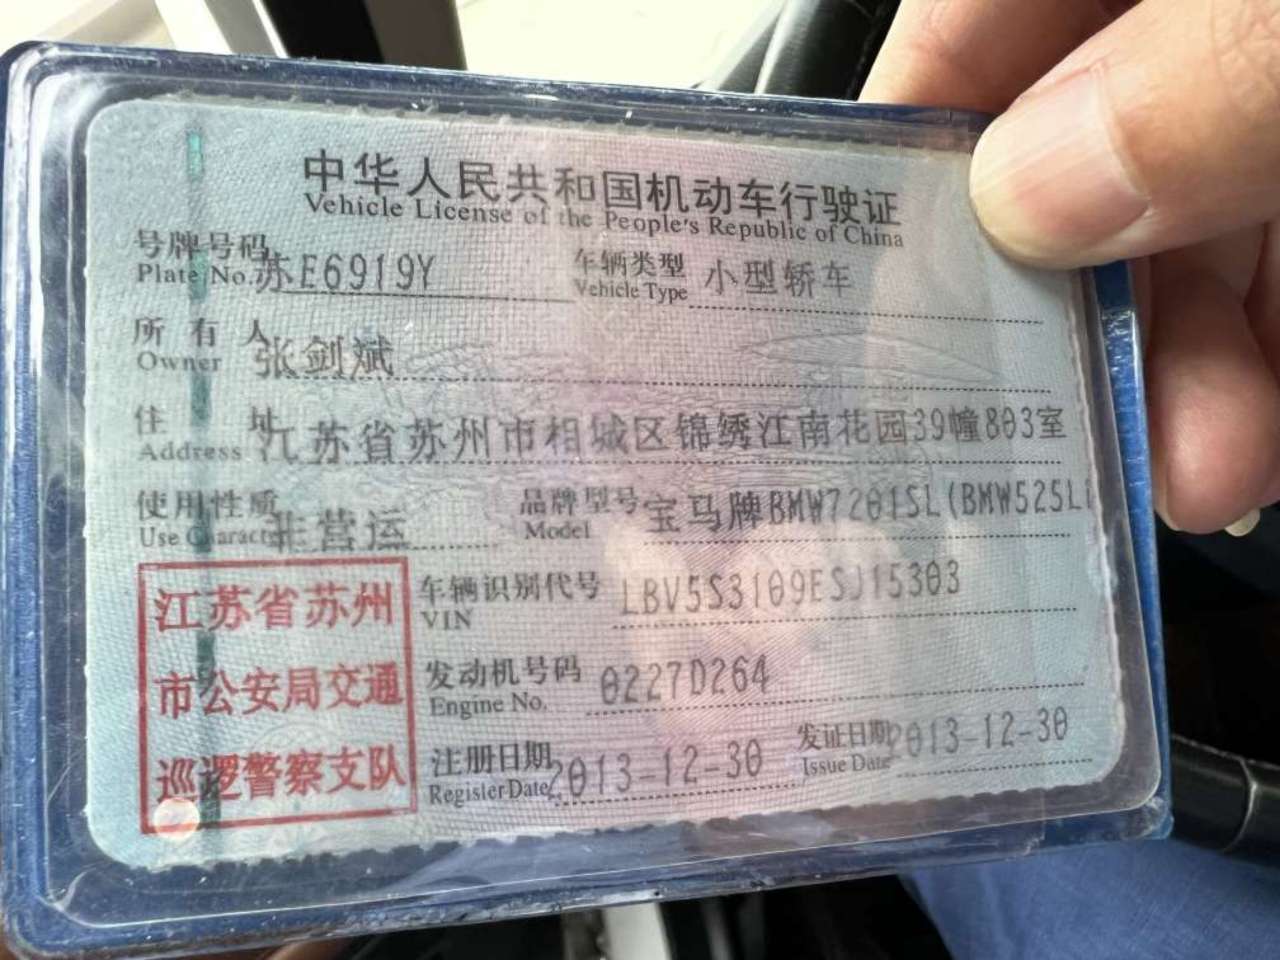 中华人民共和国机动车行驶证
Vehicle License of the People's Republic of China
号牌号码 苏E6919Y 车辆类型 小型轿车
Plate No. Vehicle Type
所有人 张剑斌
Owner
住址 江苏省苏州市相城区锦绣江南花园39幢803室
Address
使用性质 非营运 品牌型号 宝马牌BMW7201SL(BMW525Li
Use Character Model
江苏省苏州
市公安局交通
巡逻警察支队
车辆识别代号 LBV5S3109ESJ15303
VIN
发动机号码 0227D264
Engine No.
注册日期 2013-12-30 发证日期 2013-12-30
Register Date Issue Date